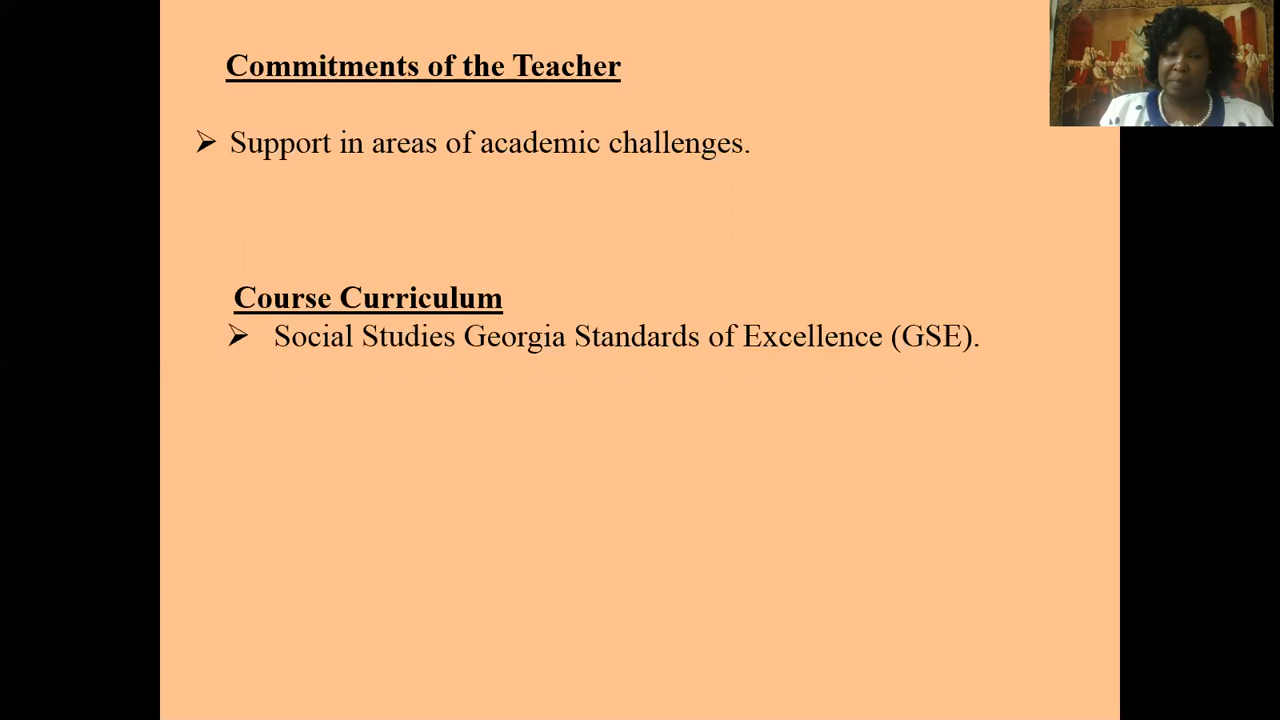 Commitments of the Teacher
➢ Support in areas of academic challenges.
Course Curriculum
➢ Social Studies Georgia Standards of Excellence (GSE).